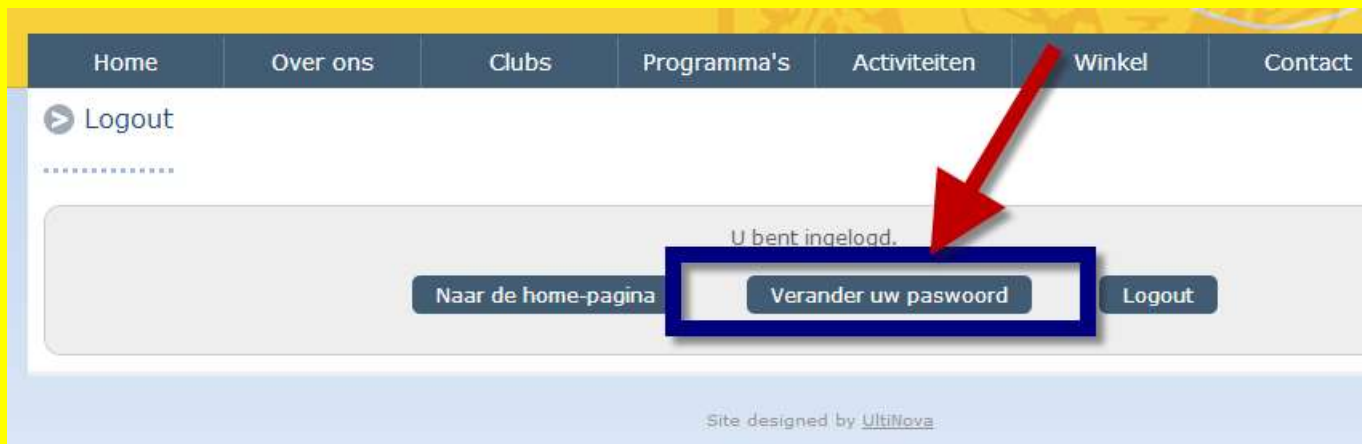 Home Over ons Clubs Programma's Activiteiten Winkel Contact
Logout
U bent ingelogd.
Naar de home-pagina Verander uw paswoord Logout
Site designed by UltiNova